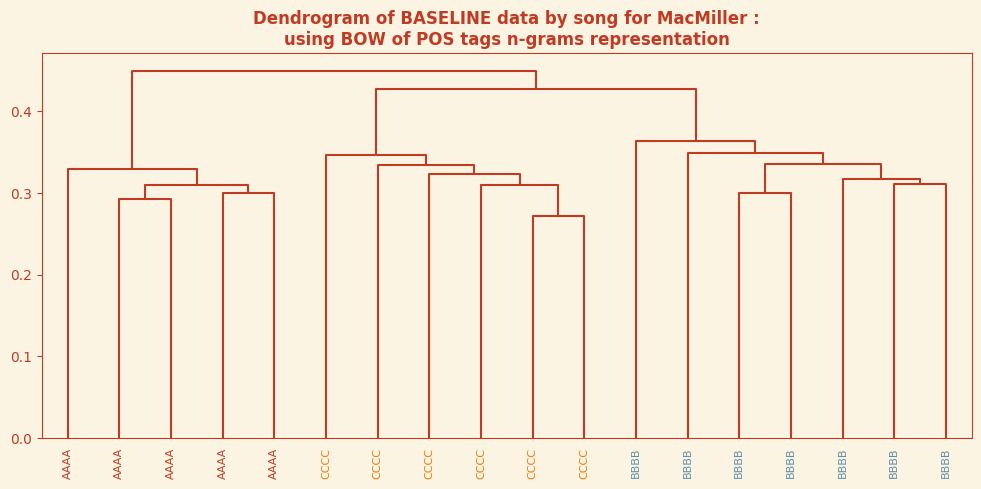 Dendrogram of BASELINE data by song for MacMiller :
using BOW of POS tags n-grams representation
0.4
0.3
0.2
0.1
0.0
AAAA AAAA AAAA AAAA AAAA CCCC CCCC CCCC CCCC CCCC CCCC BBBB BBBB BBBB BBBB BBBB BBBB BBBB